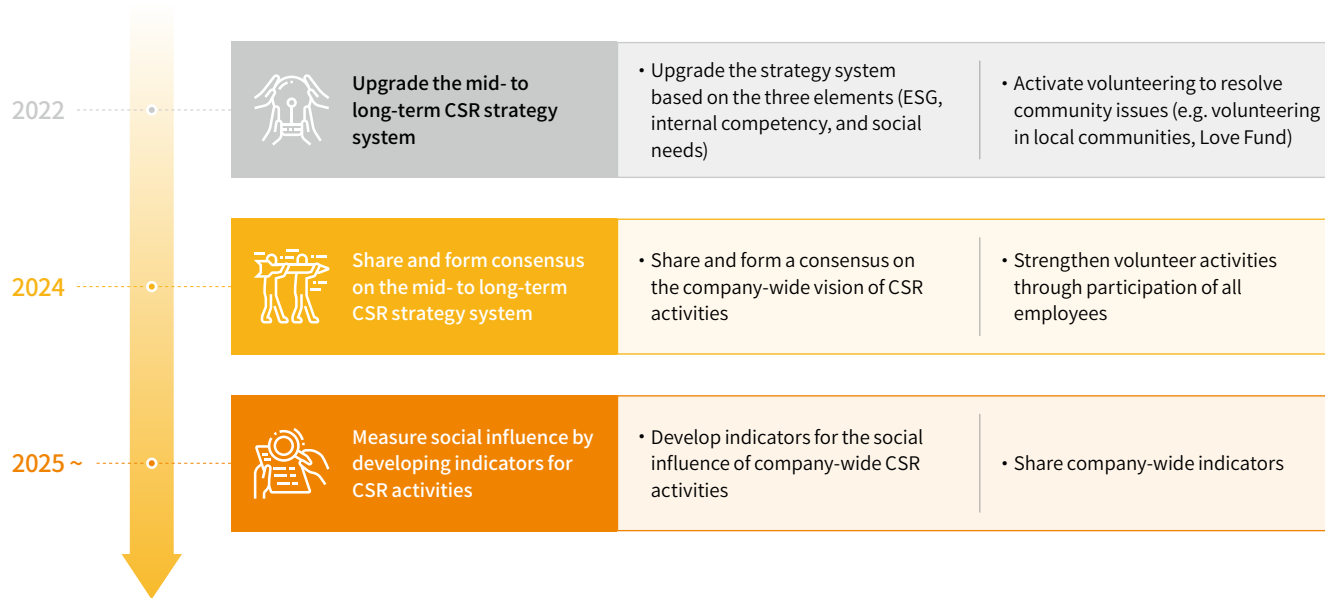 2022
Upgrade the mid- to
long-term CSR strategy
system
• Upgrade the strategy system
based on the three elements (ESG,
internal competency, and social
needs)
• Activate volunteering to resolve
community issues (e.g. volunteering
in local communities, Love Fund)
2024
Share and form consensus
on the mid- to long-term
CSR strategy system
• Share and form a consensus on
the company-wide vision of CSR
activities
• Strengthen volunteer activities
through participation of all
employees
2025 ~
Measure social influence by
developing indicators for
CSR activities
• Develop indicators for the social
influence of company-wide CSR
activities
• Share company-wide indicators